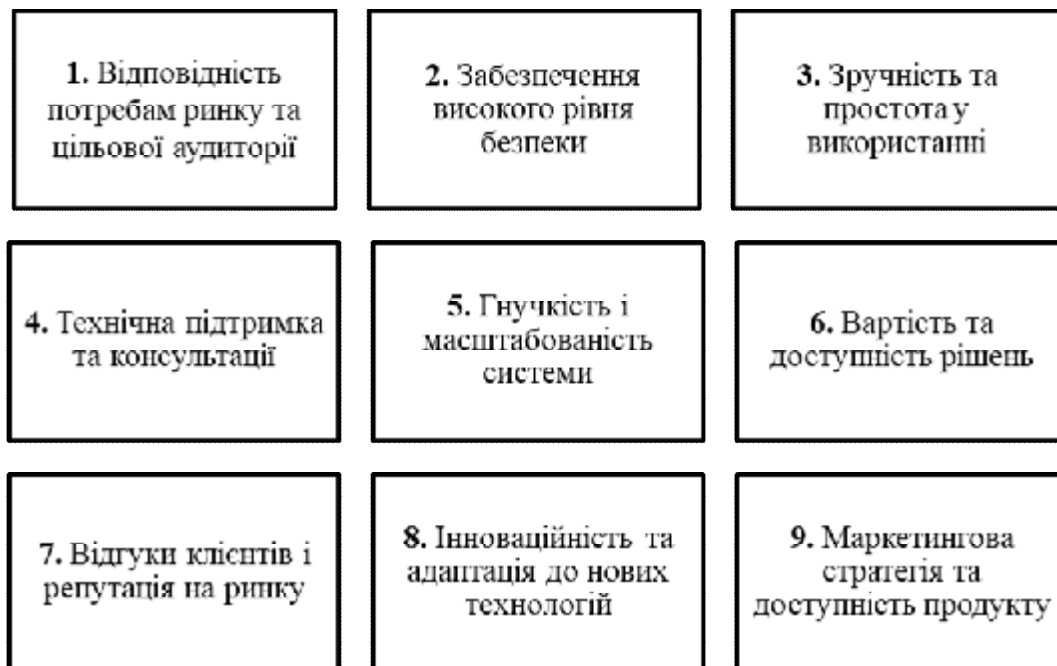 1. Відповідність
потребам ринку та
цільової аудиторії
2. Забезпечення
високого рівня
безпеки
3. Зручність та
простота у
використанні
4. Технічна підтримка
та консультації
5. Гнучкість і
масштабованість
системи
6. Вартість та
доступність рішень
7. Відгуки клієнтів і
репутація на ринку
8. Інноваційність та
адаптація до нових
технологій
9. Маркетингова
стратегія та
доступність продукту